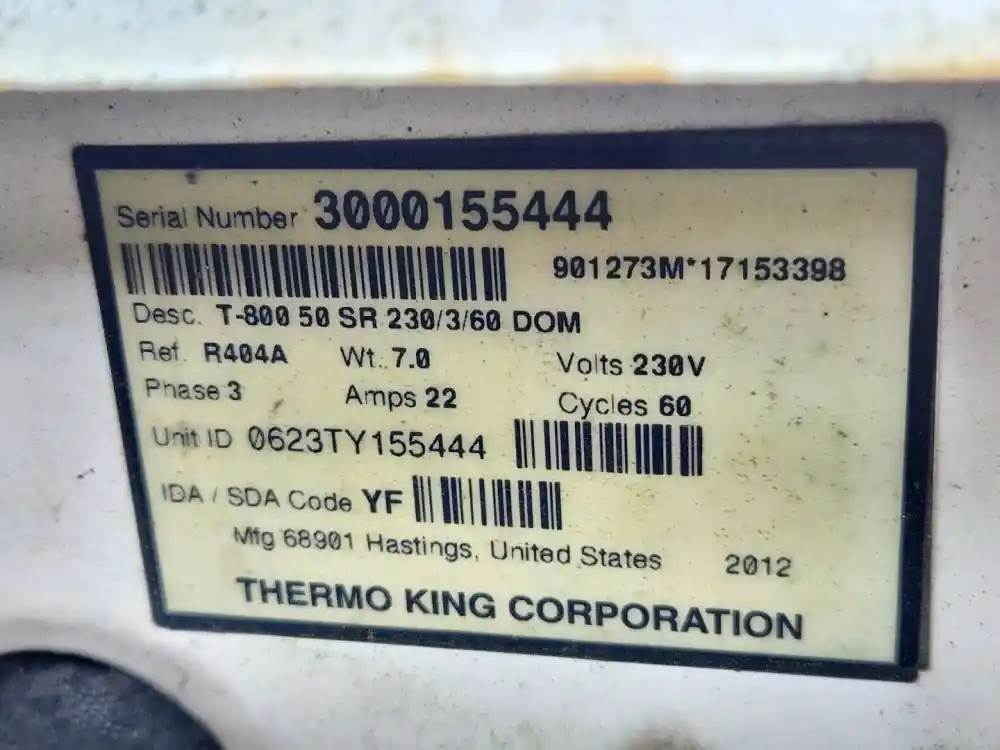 Serial Number 3000155444
901273M*17153398
Desc. T-800 50 SR 230/3/60 DOM
Ref. R404A Wt. 7.0 Volts 230V
Phase 3 Amps 22 Cycles 60
Unit ID 0623TY155444
IDA / SDA Code YF
Mfg 68901 Hastings, United States 2012
THERMO KING CORPORATION